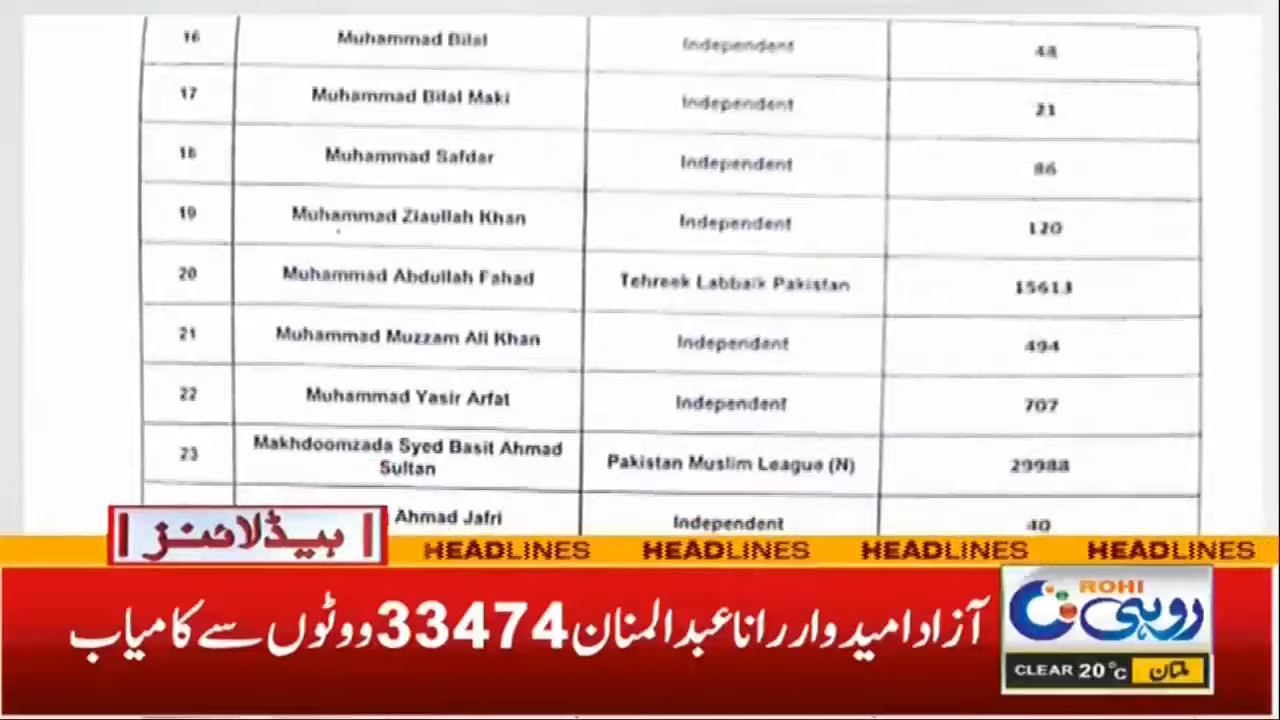 16 Muhammad Bilal Independent 48
17 Muhammad Bilal Maki Independent 21
18 Muhammad Safdar Independent 86
19 Muhammad Ziaullah Khan Independent 120
20 Muhammad Abdullah Fahad Tehreek Labbaik Pakistan 15613
21 Muhammad Muzzam Ali Khan Independent 494
22 Muhammad Yasir Arfat Independent 707
23 Makhdoomzada Syed Basit Ahmad Sultan Pakistan Muslim League (N) 29988
Ahmad Jafri Independent 40
ہیڈلائنز
HEADLINES HEADLINES HEADLINES HEADLINES
آزاد امیدوار رانا عبدالمنان 33474 ووٹوں سے کامیاب
ROHI
روہی
CLEAR 20°C ملتان